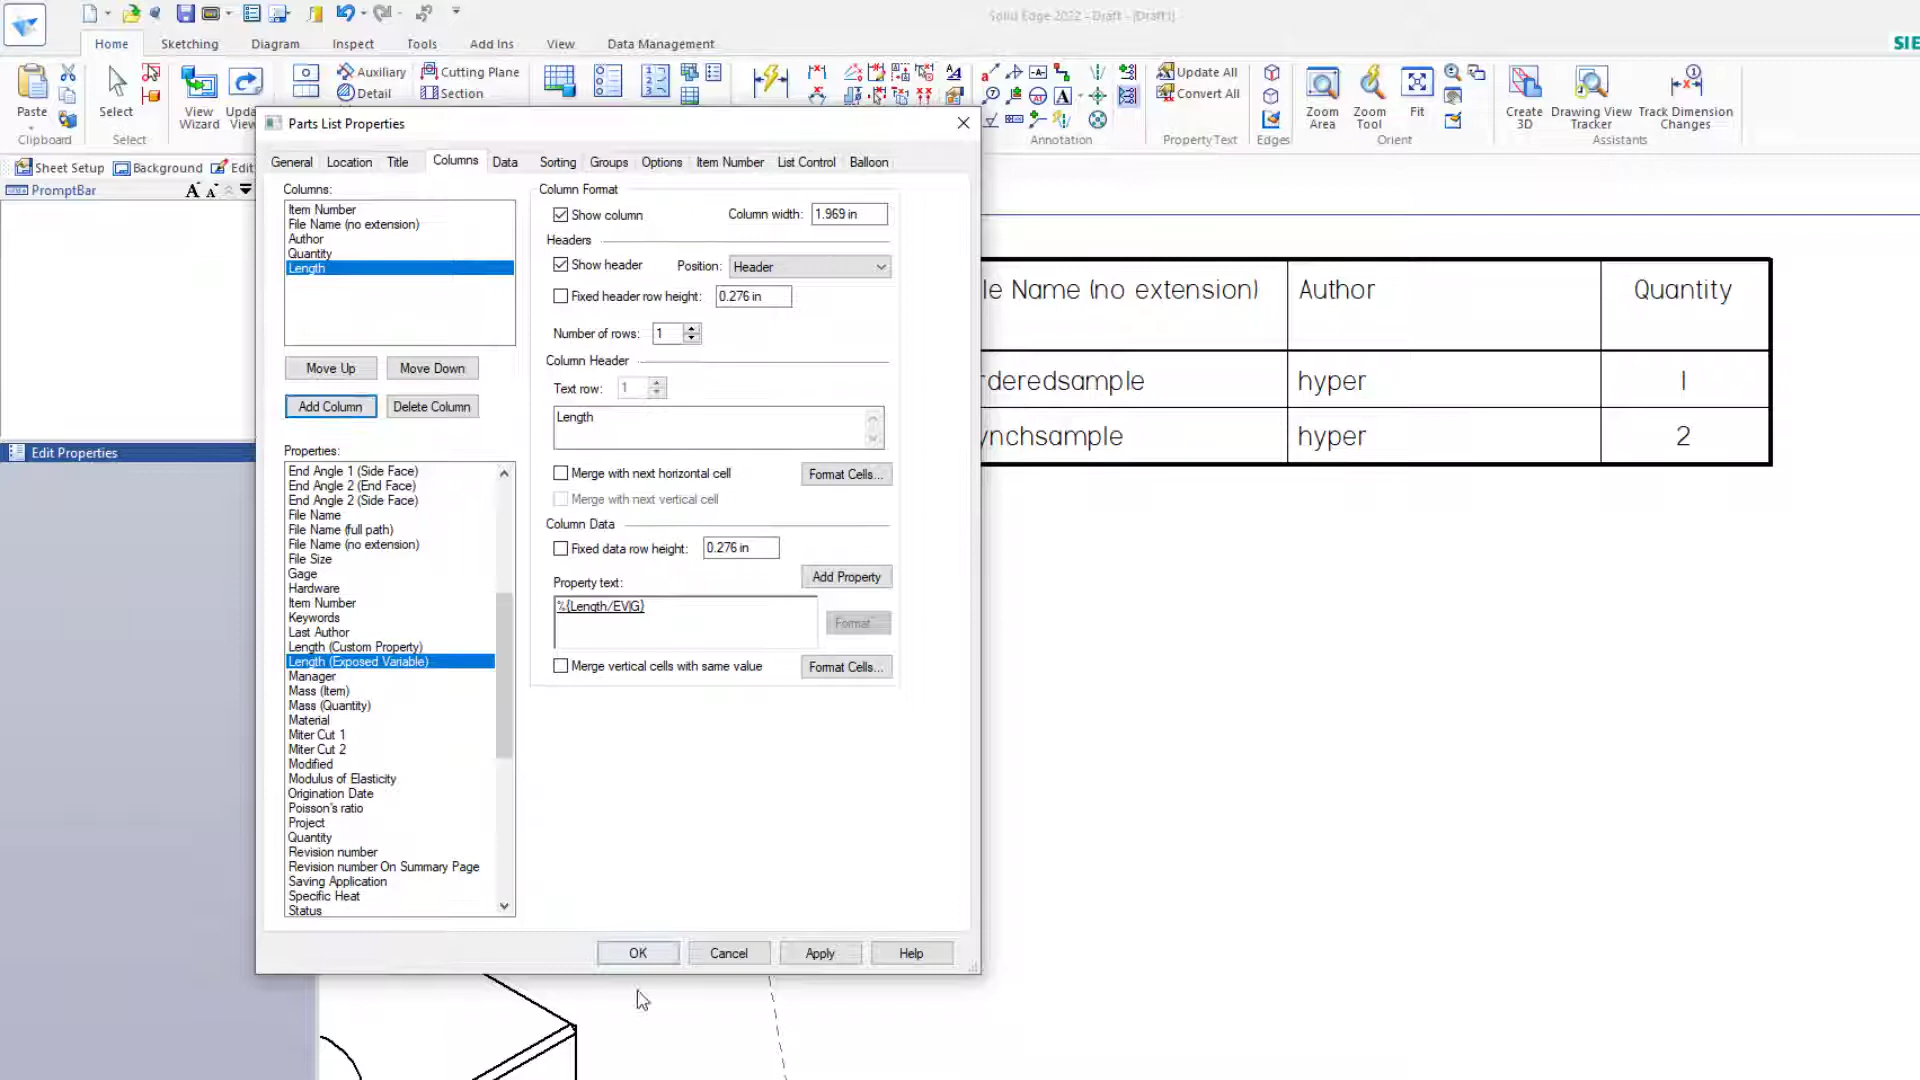 Solid Edge 2022 - Draft - [Draft1]
Home Sketching Diagram Inspect Tools Add Ins View Data Management
SIE
Paste
Clipboard
Select
Select
View Wizard
Upda View
Auxiliary
Detail
Cutting Plane
Section
Annotation
Update All
Convert All
PropertyText
Edges
Zoom Area
Zoom Tool
Fit
Orient
Create 3D
Drawing View Tracker
Track Dimension Changes
Assistants
Sheet Setup Background Edit
PromptBar
Edit Properties
Parts List Properties
General Location Title Columns Data Sorting Groups Options Item Number List Control Balloon
Columns:
Item Number
File Name (no extension)
Author
Quantity
Length
Move Up Move Down
Add Column Delete Column
Properties:
End Angle 1 (Side Face)
End Angle 2 (End Face)
End Angle 2 (Side Face)
File Name
File Name (full path)
File Name (no extension)
File Size
Gage
Hardware
Item Number
Keywords
Last Author
Length (Custom Property)
Length (Exposed Variable)
Manager
Mass (Item)
Mass (Quantity)
Material
Miter Cut 1
Miter Cut 2
Modified
Modulus of Elasticity
Origination Date
Poisson's ratio
Project
Quantity
Revision number
Revision number On Summary Page
Saving Application
Specific Heat
Status
Column Format
Show column Column width: 1.969 in
Headers
Show header Position: Header
Fixed header row height: 0.276 in
Number of rows: 1
Column Header
Text row: 1
Length
Merge with next horizontal cell Format Cells...
Merge with next vertical cell
Column Data
Fixed data row height: 0.276 in
Property text: Add Property
%{Length/EV|G}
Format
Merge vertical cells with same value Format Cells...
OK Cancel Apply Help
le Name (no extension) Author Quantity
deredsample hyper 1
ynchsample hyper 2